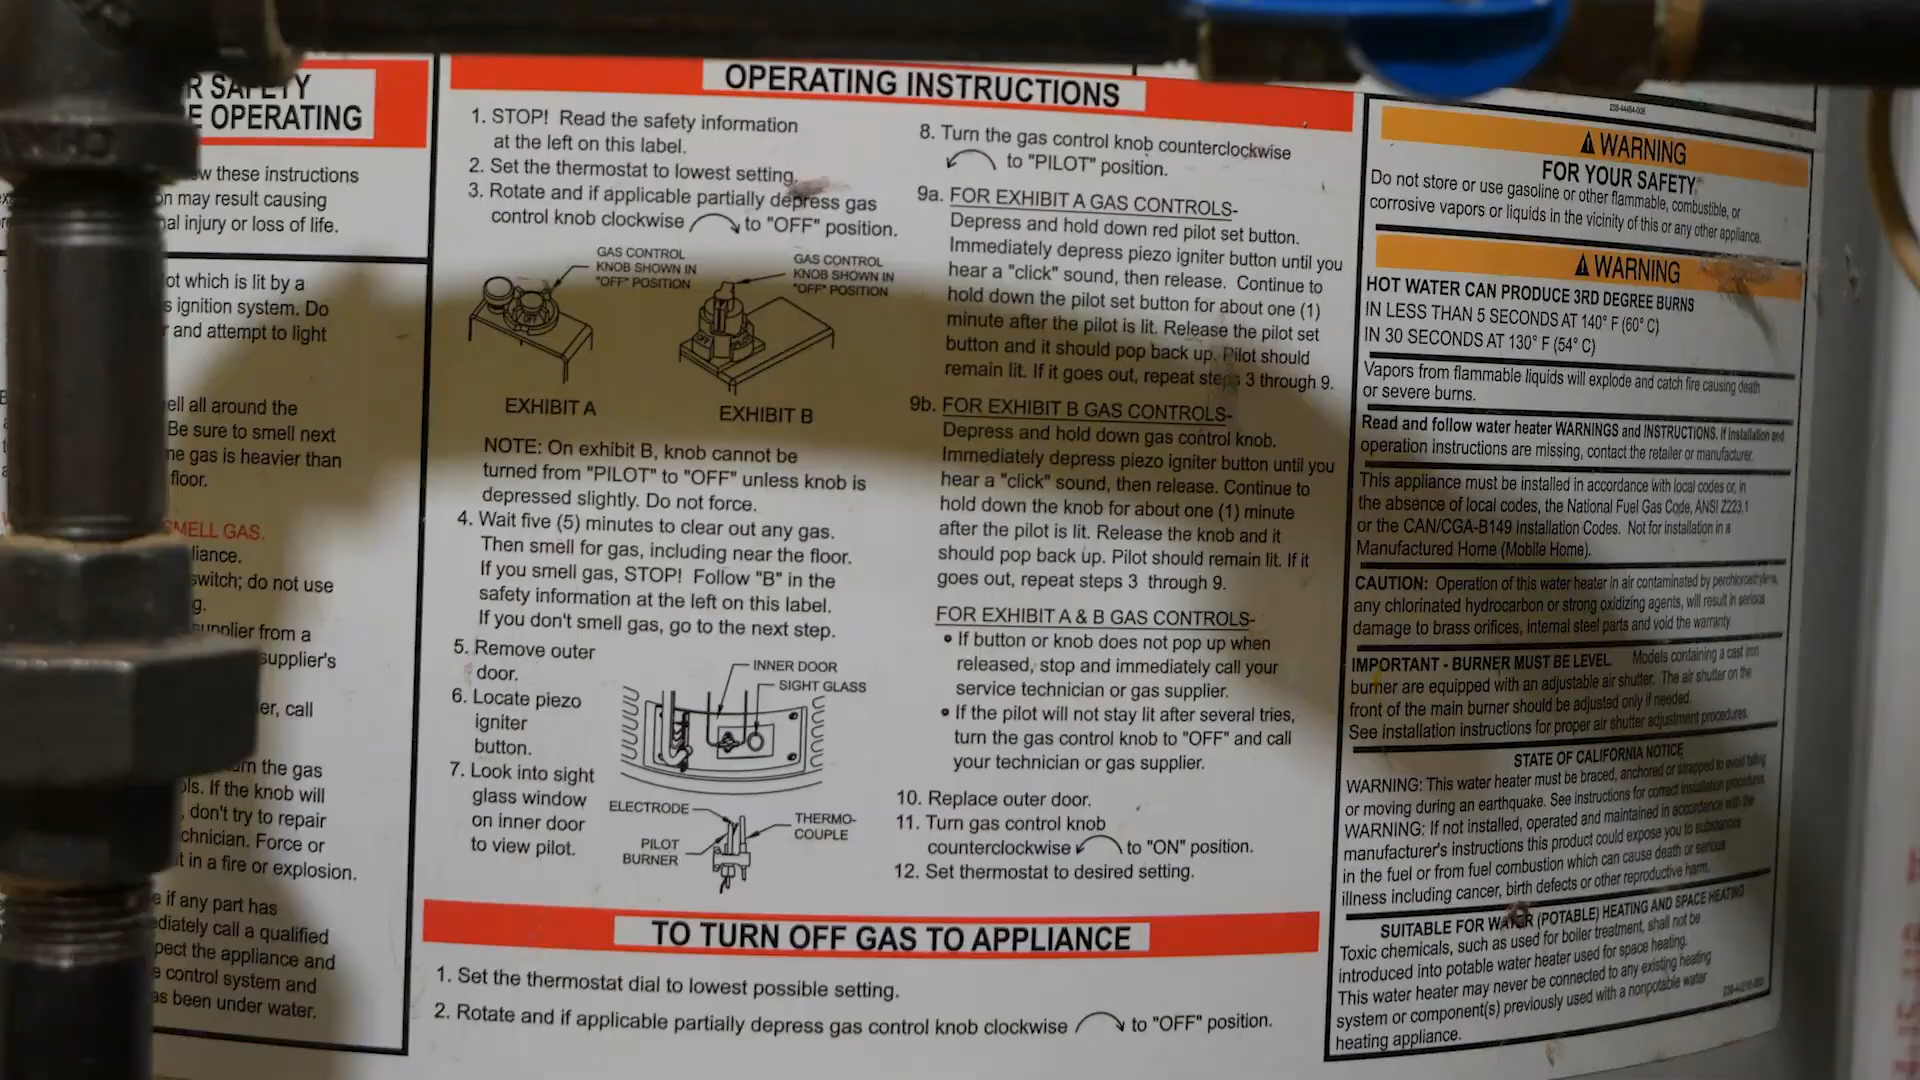 R SAFETY
E OPERATING
w these instructions
n may result causing
al injury or loss of life.
ot which is lit by a
s ignition system. Do
r and attempt to light
ell all around the
Be sure to smell next
ne gas is heavier than
floor.
SMELL GAS.
liance.
switch; do not use
g.
supplier from a
supplier's
er, call
urn the gas
ols. If the knob will
, don't try to repair
chnician. Force or
t in a fire or explosion.
e if any part has
diately call a qualified
pect the appliance and
e control system and
as been under water.
OPERATING INSTRUCTIONS
1. STOP! Read the safety information
at the left on this label.
2. Set the thermostat to lowest setting.
3. Rotate and if applicable partially depress gas
control knob clockwise to "OFF" position.
GAS CONTROL
KNOB SHOWN IN
"OFF" POSITION
GAS CONTROL
KNOB SHOWN IN
"OFF" POSITION
EXHIBIT A
EXHIBIT B
NOTE: On exhibit B, knob cannot be
turned from "PILOT" to "OFF" unless knob is
depressed slightly. Do not force.
4. Wait five (5) minutes to clear out any gas.
Then smell for gas, including near the floor.
If you smell gas, STOP! Follow "B" in the
safety information at the left on this label.
If you don't smell gas, go to the next step.
5. Remove outer
door.
6. Locate piezo
igniter
button.
7. Look into sight
glass window
on inner door
to view pilot.
INNER DOOR
SIGHT GLASS
ELECTRODE
THERMO-
COUPLE
PILOT
BURNER
8. Turn the gas control knob counterclockwise
to "PILOT" position.
9a. FOR EXHIBIT A GAS CONTROLS-
Depress and hold down red pilot set button.
Immediately depress piezo igniter button until you
hear a "click" sound, then release. Continue to
hold down the pilot set button for about one (1)
minute after the pilot is lit. Release the pilot set
button and it should pop back up. Pilot should
remain lit. If it goes out, repeat steps 3 through 9.
9b. FOR EXHIBIT B GAS CONTROLS-
Depress and hold down gas control knob.
Immediately depress piezo igniter button until you
hear a "click" sound, then release. Continue to
hold down the knob for about one (1) minute
after the pilot is lit. Release the knob and it
should pop back up. Pilot should remain lit. If it
goes out, repeat steps 3 through 9.
FOR EXHIBIT A & B GAS CONTROLS-
• If button or knob does not pop up when
released, stop and immediately call your
service technician or gas supplier.
• If the pilot will not stay lit after several tries,
turn the gas control knob to "OFF" and call
your technician or gas supplier.
10. Replace outer door.
11. Turn gas control knob
counterclockwise to "ON" position.
12. Set thermostat to desired setting.
TO TURN OFF GAS TO APPLIANCE
1. Set the thermostat dial to lowest possible setting.
2. Rotate and if applicable partially depress gas control knob clockwise to "OFF" position.
WARNING
FOR YOUR SAFETY
Do not store or use gasoline or other flammable, combustible, or
corrosive vapors or liquids in the vicinity of this or any other appliance.
WARNING
HOT WATER CAN PRODUCE 3RD DEGREE BURNS
IN LESS THAN 5 SECONDS AT 140° F (60° C)
IN 30 SECONDS AT 130° F (54° C)
Vapors from flammable liquids will explode and catch fire causing death
or severe burns.
Read and follow water heater WARNINGS and INSTRUCTIONS. If installation and
operation instructions are missing, contact the retailer or manufacturer.
This appliance must be installed in accordance with local codes or, in
the absence of local codes, the National Fuel Gas Code, ANSI Z223.1
or the CAN/CGA-B149 Installation Codes. Not for installation in a
Manufactured Home (Mobile Home).
CAUTION: Operation of this water heater in air contaminated by perchloroethylene,
any chlorinated hydrocarbon or strong oxidizing agents, will result in serious
damage to brass orifices, internal steel parts and void the warranty.
IMPORTANT - BURNER MUST BE LEVEL. Models containing a cast iron
burner are equipped with an adjustable air shutter. The air shutter on the
front of the main burner should be adjusted only if needed.
See installation instructions for proper air shutter adjustment procedures.
STATE OF CALIFORNIA NOTICE
WARNING: This water heater must be braced, anchored or strapped to avoid falling
or moving during an earthquake. See instructions for correct installation procedures.
WARNING: If not installed, operated and maintained in accordance with the
manufacturer's instructions this product could expose you to substances
in the fuel or from fuel combustion which can cause death or serious
illness including cancer, birth defects or other reproductive harm.
SUITABLE FOR WATER (POTABLE) HEATING AND SPACE HEATING
Toxic chemicals, such as used for boiler treatment, shall not be
introduced into potable water heater used for space heating.
This water heater may never be connected to any existing heating
system or component(s) previously used with a nonpotable water
heating appliance.